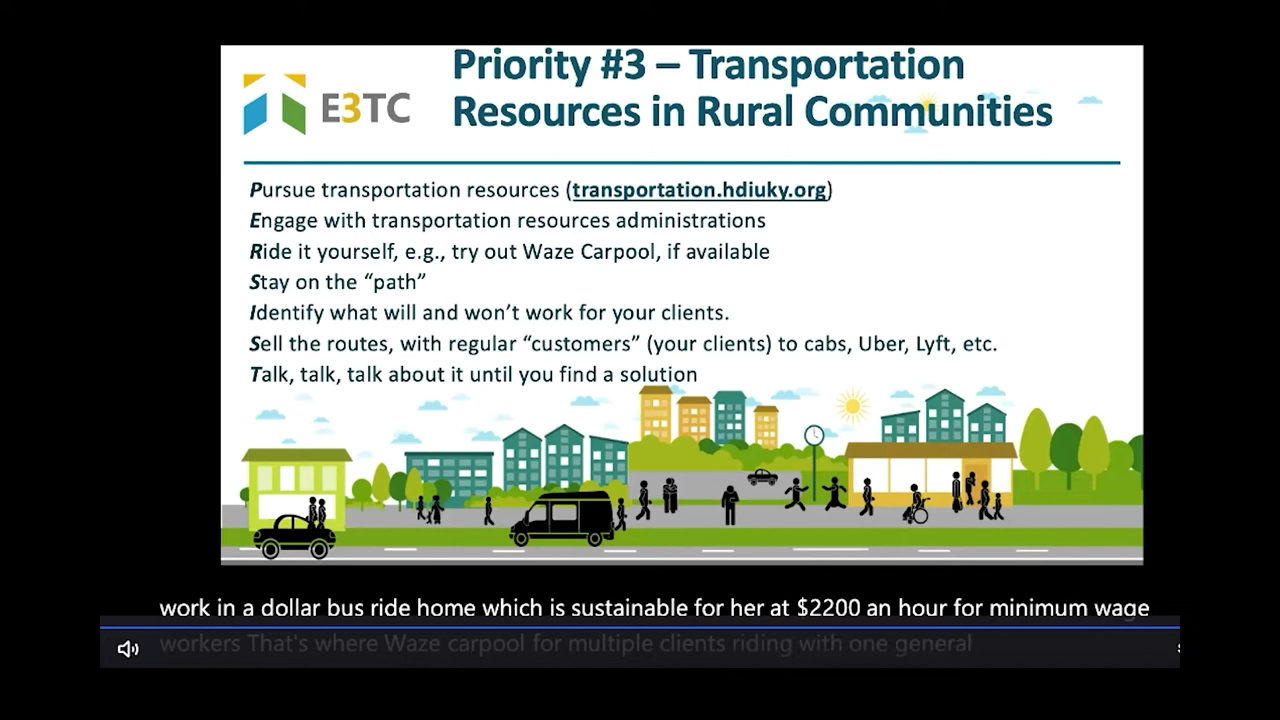 E3TC
Priority #3 – Transportation
Resources in Rural Communities
Pursue transportation resources (transportation.hdiuky.org)
Engage with transportation resources administrations
Ride it yourself, e.g., try out Waze Carpool, if available
Stay on the “path”
Identify what will and won’t work for your clients.
Sell the routes, with regular “customers” (your clients) to cabs, Uber, Lyft, etc.
Talk, talk, talk about it until you find a solution
work in a dollar bus ride home which is sustainable for her at $2200 an hour for minimum wage
workers That's where Waze carpool for multiple clients riding with one general